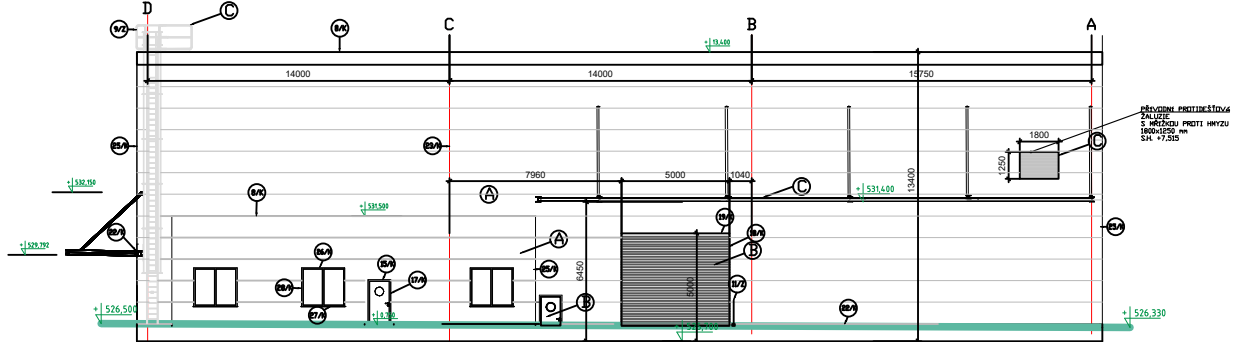 D
C
B
A
C
9/Z
8/K
+ 13,400
14000
14000
15750
PŘÍVODNÍ PROTIDEŠŤOVÁ
ŽALUZIE
S MŘÍŽKOU PROTI HMYZU
1800x1250 mm
S.H. +7,515
1800
C
1250
25/K
23/K
13400
+ 532,150
7960
5000
1040
A
C
+ 531,400
8/K
+ 531,500
19/K
22/K
18/K
25/K
A
B
+ 529,792
26/K
15/K
25/K
6450
17/K
28/K
5000
11/Z
B
+ 526,500
27/K
22/K
+ 526,330